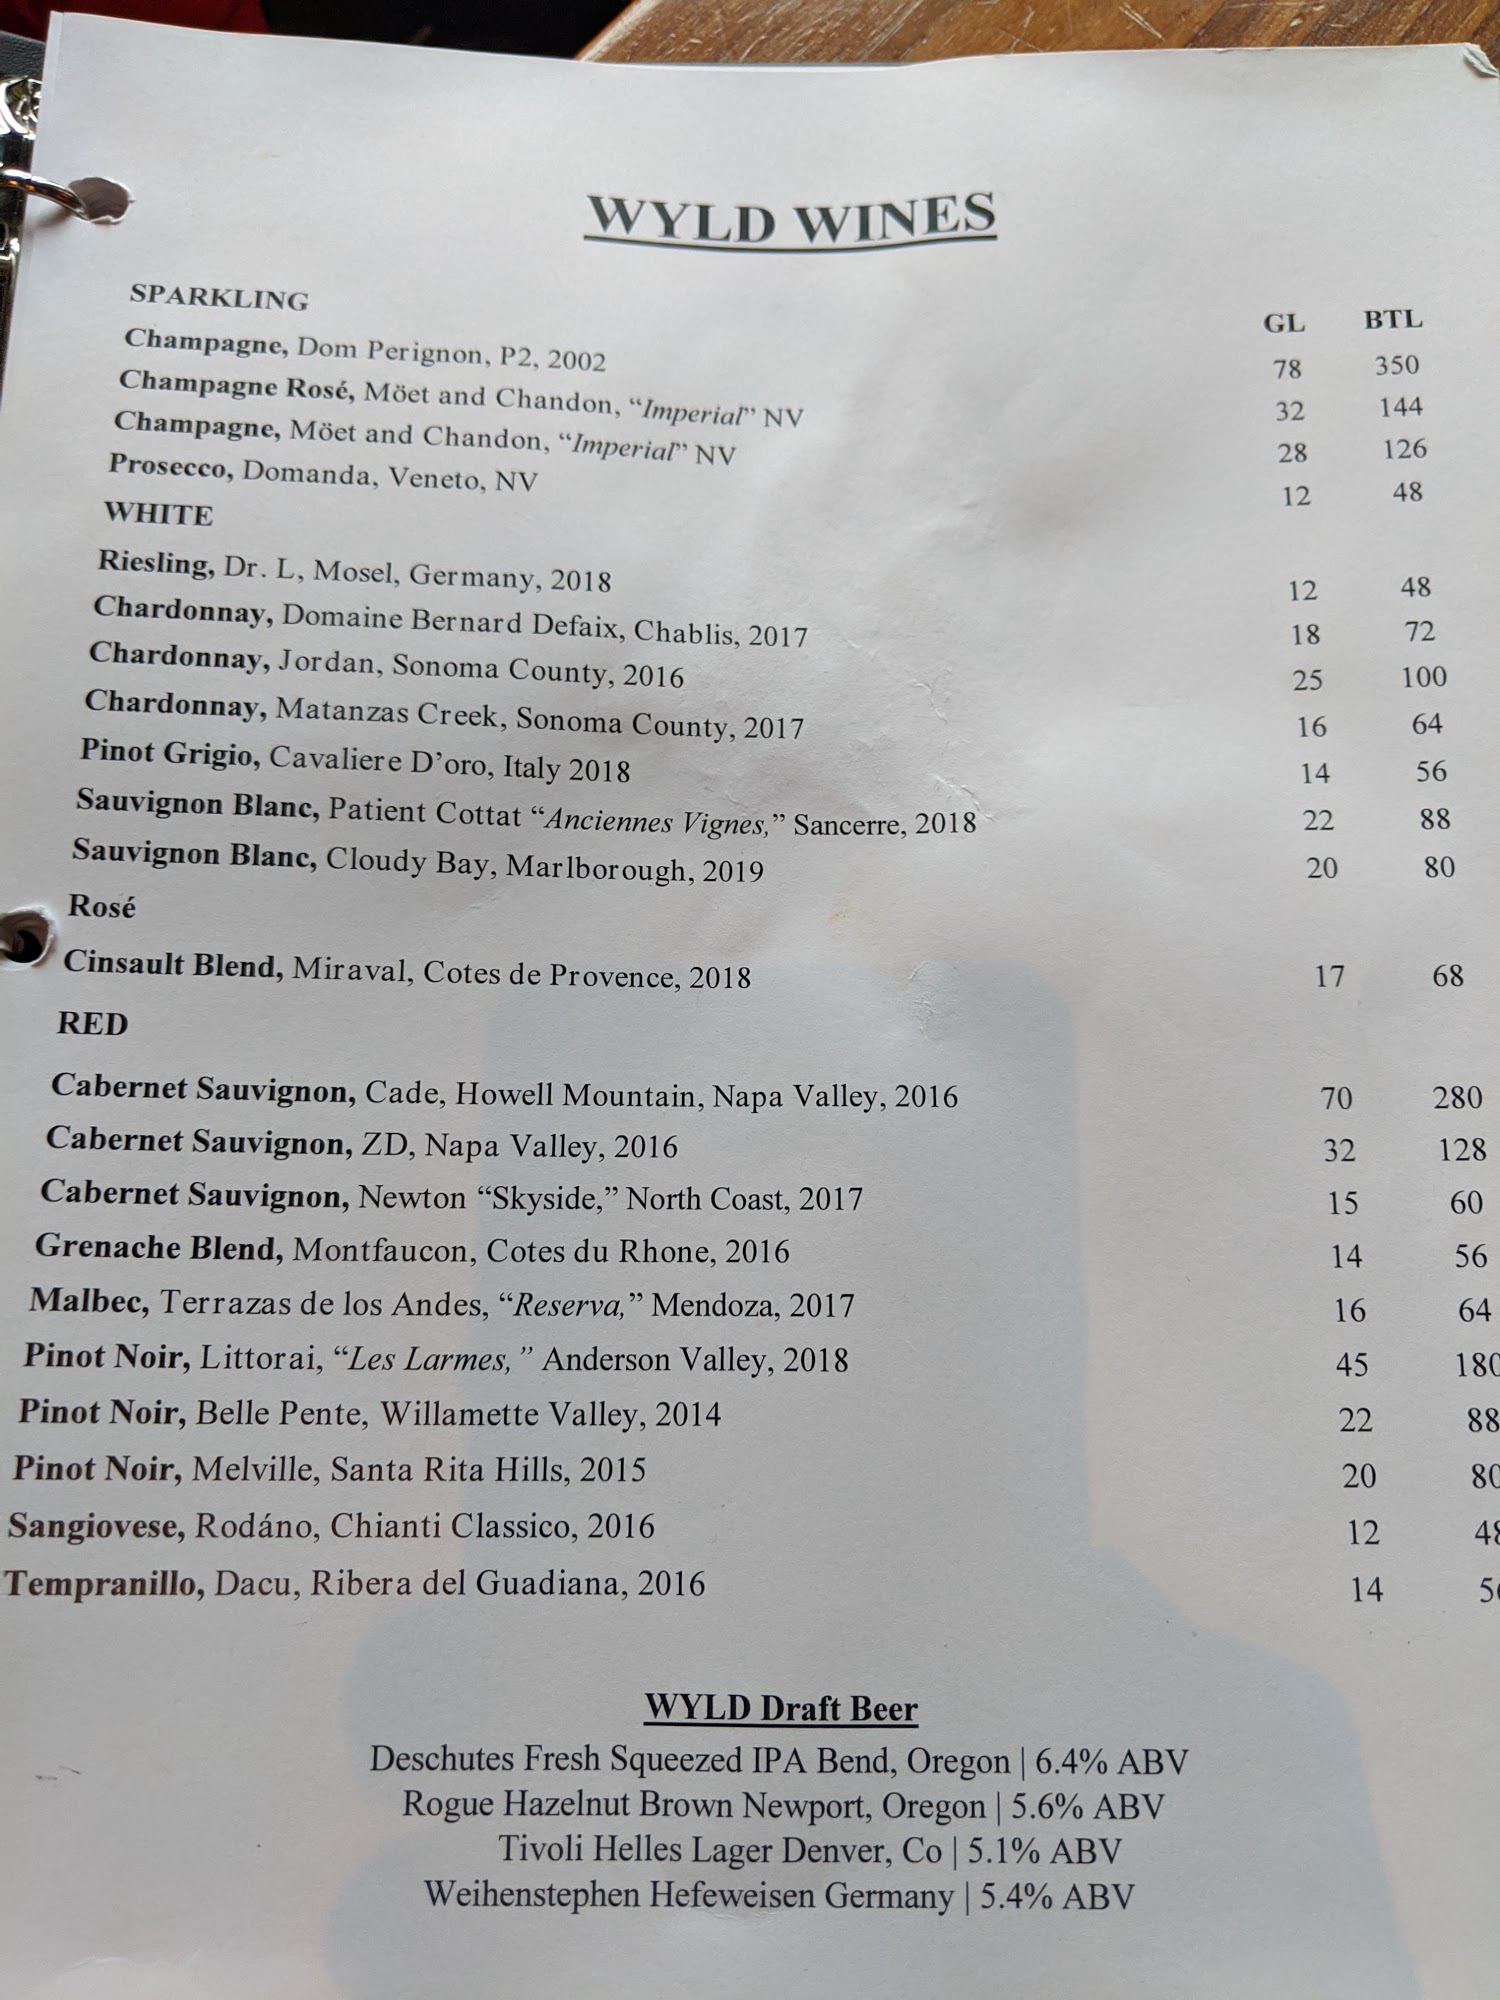 WYLD WINES
SPARKLING GL BTL
Champagne, Dom Perignon, P2, 2002 78 350
Champagne Rosé, Möet and Chandon, “Imperial” NV 32 144
Champagne, Möet and Chandon, “Imperial” NV 28 126
Prosecco, Domanda, Veneto, NV 12 48
WHITE
Riesling, Dr. L, Mosel, Germany, 2018 12 48
Chardonnay, Domaine Bernard Defaix, Chablis, 2017 18 72
Chardonnay, Jordan, Sonoma County, 2016 25 100
Chardonnay, Matanzas Creek, Sonoma County, 2017 16 64
Pinot Grigio, Cavaliere D’oro, Italy 2018 14 56
Sauvignon Blanc, Patient Cottat “Anciennes Vignes,” Sancerre, 2018 22 88
Sauvignon Blanc, Cloudy Bay, Marlborough, 2019 20 80
Rosé
Cinsault Blend, Miraval, Cotes de Provence, 2018 17 68
RED
Cabernet Sauvignon, Cade, Howell Mountain, Napa Valley, 2016 70 280
Cabernet Sauvignon, ZD, Napa Valley, 2016 32 128
Cabernet Sauvignon, Newton “Skyside,” North Coast, 2017 15 60
Grenache Blend, Montfaucon, Cotes du Rhone, 2016 14 56
Malbec, Terrazas de los Andes, “Reserva,” Mendoza, 2017 16 64
Pinot Noir, Littorai, “Les Larmes, ” Anderson Valley, 2018 45 180
Pinot Noir, Belle Pente, Willamette Valley, 2014 22 88
Pinot Noir, Melville, Santa Rita Hills, 2015 20 80
Sangiovese, Rodáno, Chianti Classico, 2016 12 48
Tempranillo, Dacu, Ribera del Guadiana, 2016 14
WYLD Draft Beer
Deschutes Fresh Squeezed IPA Bend, Oregon | 6.4% ABV
Rogue Hazelnut Brown Newport, Oregon | 5.6% ABV
Tivoli Helles Lager Denver, Co | 5.1% ABV
Weihenstephen Hefeweisen Germany | 5.4% ABV